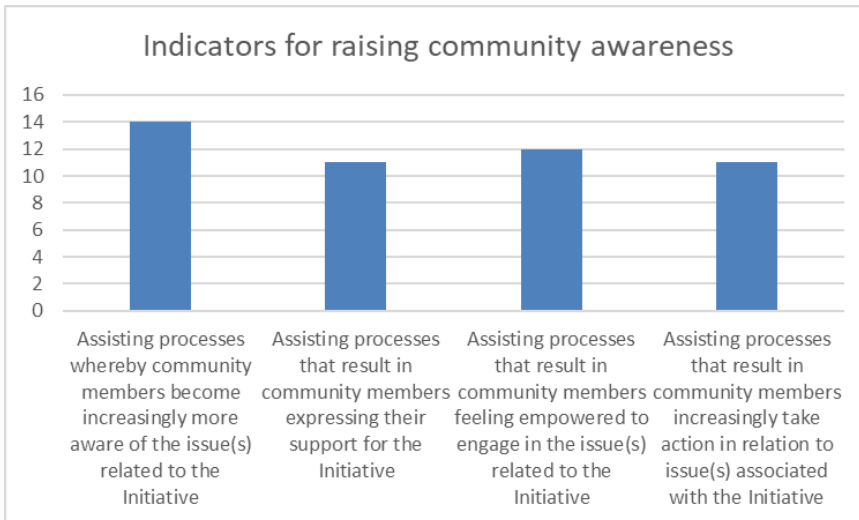 Indicators for raising community awareness
16
14
12
10
8
6
4
2
0
Assisting processes
whereby community
members become
increasingly more
aware of the issue(s)
related to the
Initiative
Assisting processes
that result in
community members
expressing their
support for the
Initiative
Assisting processes
that result in
community members
feeling empowered to
engage in the issue(s)
related to the
Initiative
Assisting processes
that result in
community members
increasingly take
action in relation to
issue(s) associated
with the Initiative